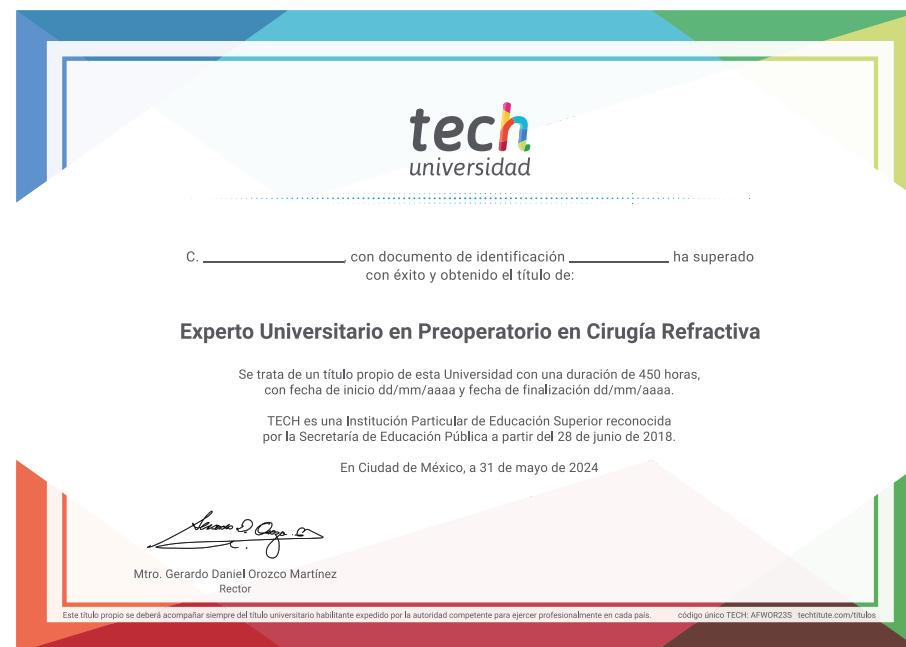 tech
universidad
C. ____________________, con documento de identificación ______________ ha superado
con éxito y obtenido el título de:
Experto Universitario en Preoperatorio en Cirugía Refractiva
Se trata de un título propio de esta Universidad con una duración de 450 horas,
con fecha de inicio dd/mm/aaaa y fecha de finalización dd/mm/aaaa.
TECH es una Institución Particular de Educación Superior reconocida
por la Secretaría de Educación Pública a partir del 28 de junio de 2018.
En Ciudad de México, a 31 de mayo de 2024
Mtro. Gerardo Daniel Orozco Martínez
Rector
Este título propio se deberá acompañar siempre del título universitario habilitante expedido por la autoridad competente para ejercer profesionalmente en cada país. código único TECH: AFWOR23S techtitute.com/titulos